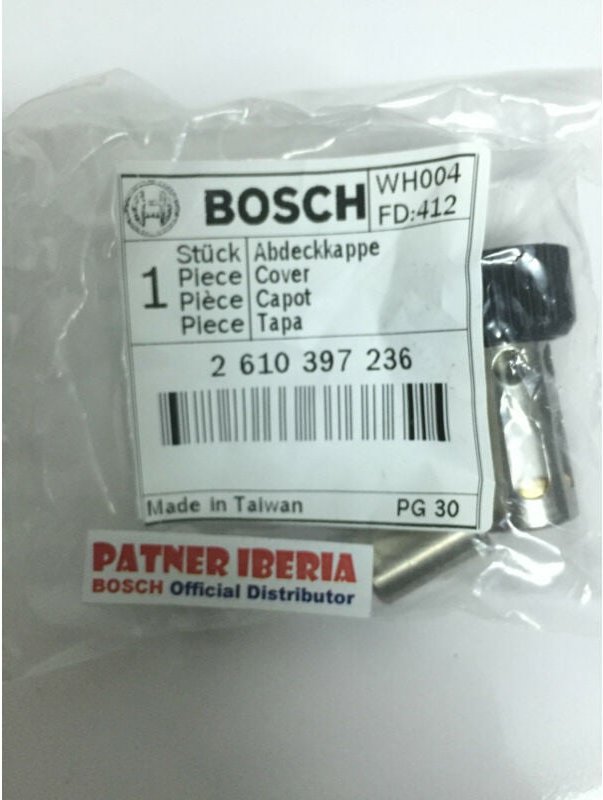 BOSCH
WH004
FD:412
1
Stück Abdeckkappe
Piece Cover
Pièce Capot
Piece Tapa
2 610 397 236
Made in Taiwan PG 30
PATNER IBERIA
BOSCH Official Distributor